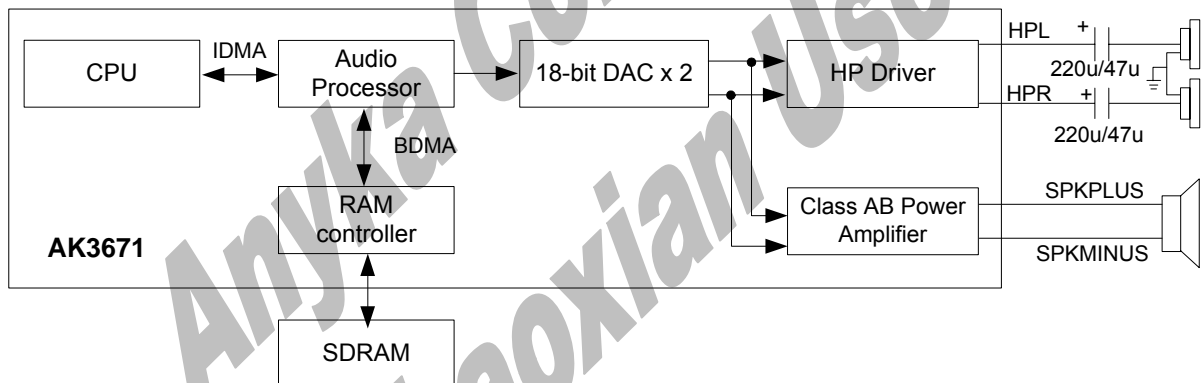 HPL
+
IDMA
CPU
Audio
Processor
18-bit DAC x 2
HP Driver
220u/47u
HPR
+
BDMA
220u/47u
RAM
controller
Class AB Power
Amplifier
SPKPLUS
SPKMINUS
AK3671
SDRAM
Anyka